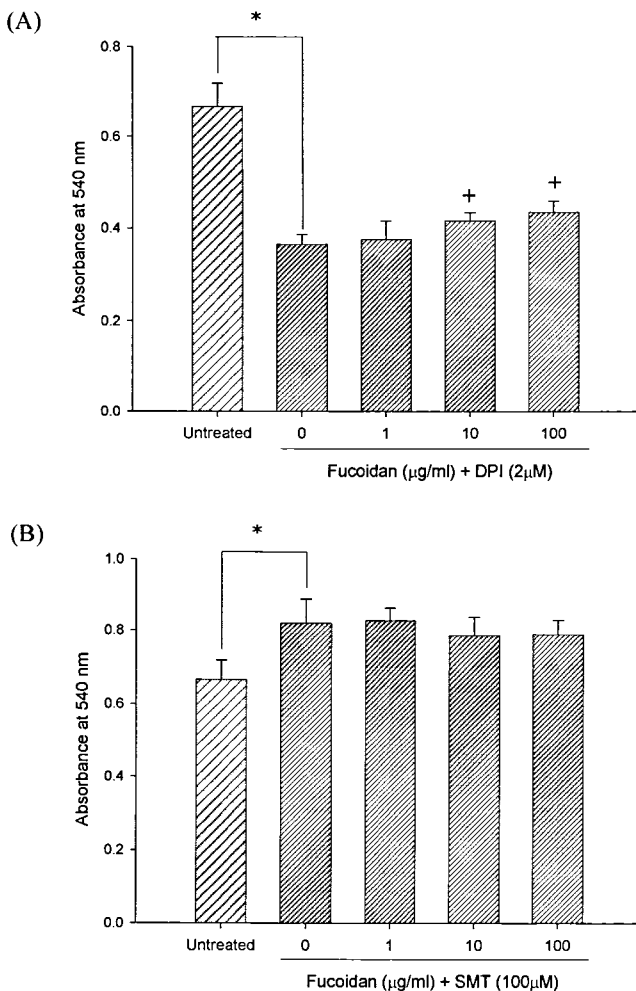 (A)
*
0.8
0.6
0.4
0.2
0.0
Absorbance at 540 nm
+
+
Untreated 0 1 10 100
Fucoidan (μg/ml) + DPI (2μM)
(B)
*
1.0
0.8
0.6
0.4
0.2
0.0
Absorbance at 540 nm
Untreated 0 1 10 100
Fucoidan (μg/ml) + SMT (100μM)